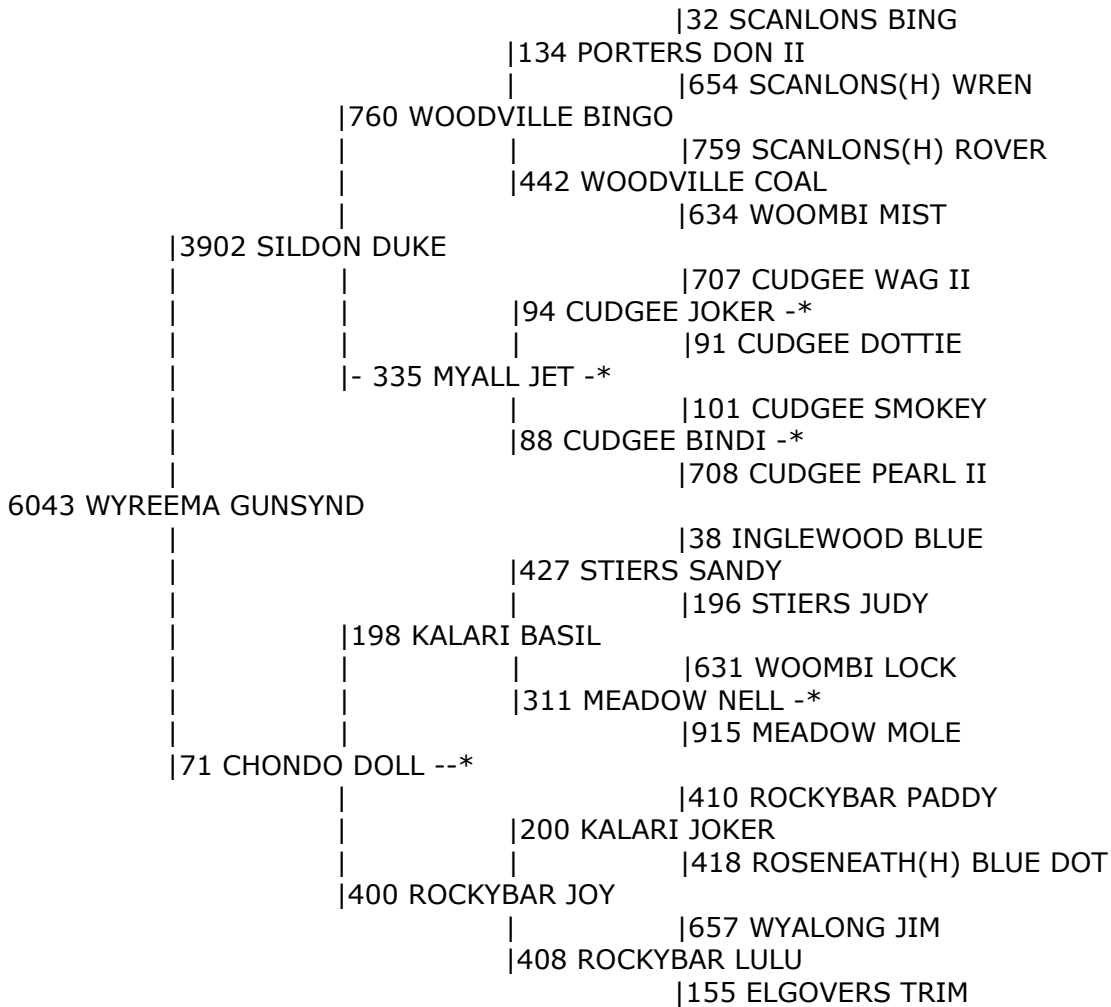 32 SCANLONS BING
134 PORTERS DON II
654 SCANLONS(H) WREN
760 WOODVILLE BINGO
759 SCANLONS(H) ROVER
442 WOODVILLE COAL
634 WOOMBI MIST
3902 SILDON DUKE
707 CUDGEE WAG II
94 CUDGEE JOKER -*
91 CUDGEE DOTTIE
- 335 MYALL JET -*
101 CUDGEE SMOKEY
88 CUDGEE BINDI -*
708 CUDGEE PEARL II
6043 WYREEMA GUNSYND
38 INGLEWOOD BLUE
427 STIERS SANDY
196 STIERS JUDY
198 KALARI BASIL
631 WOOMBI LOCK
311 MEADOW NELL -*
915 MEADOW MOLE
71 CHONDO DOLL --*
410 ROCKYBAR PADDY
200 KALARI JOKER
418 ROSENEATH(H) BLUE DOT
400 ROCKYBAR JOY
657 WYALONG JIM
408 ROCKYBAR LULU
155 ELGOVERS TRIM